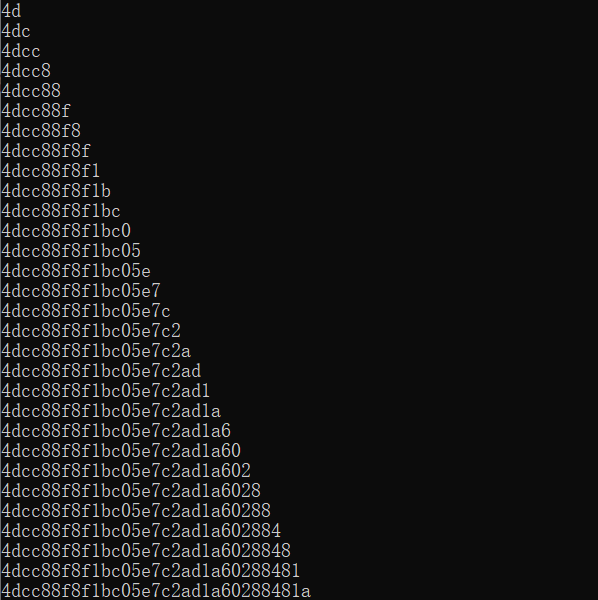 4d
4dc
4dcc
4dcc8
4dcc88
4dcc88f
4dcc88f8
4dcc88f8f
4dcc88f8f1
4dcc88f8f1b
4dcc88f8f1bc
4dcc88f8f1bc0
4dcc88f8f1bc05
4dcc88f8f1bc05e
4dcc88f8f1bc05e7
4dcc88f8f1bc05e7c
4dcc88f8f1bc05e7c2
4dcc88f8f1bc05e7c2a
4dcc88f8f1bc05e7c2ad
4dcc88f8f1bc05e7c2ad1
4dcc88f8f1bc05e7c2ad1a
4dcc88f8f1bc05e7c2ad1a6
4dcc88f8f1bc05e7c2ad1a60
4dcc88f8f1bc05e7c2ad1a602
4dcc88f8f1bc05e7c2ad1a6028
4dcc88f8f1bc05e7c2ad1a60288
4dcc88f8f1bc05e7c2ad1a602884
4dcc88f8f1bc05e7c2ad1a6028848
4dcc88f8f1bc05e7c2ad1a60288481
4dcc88f8f1bc05e7c2ad1a60288481a